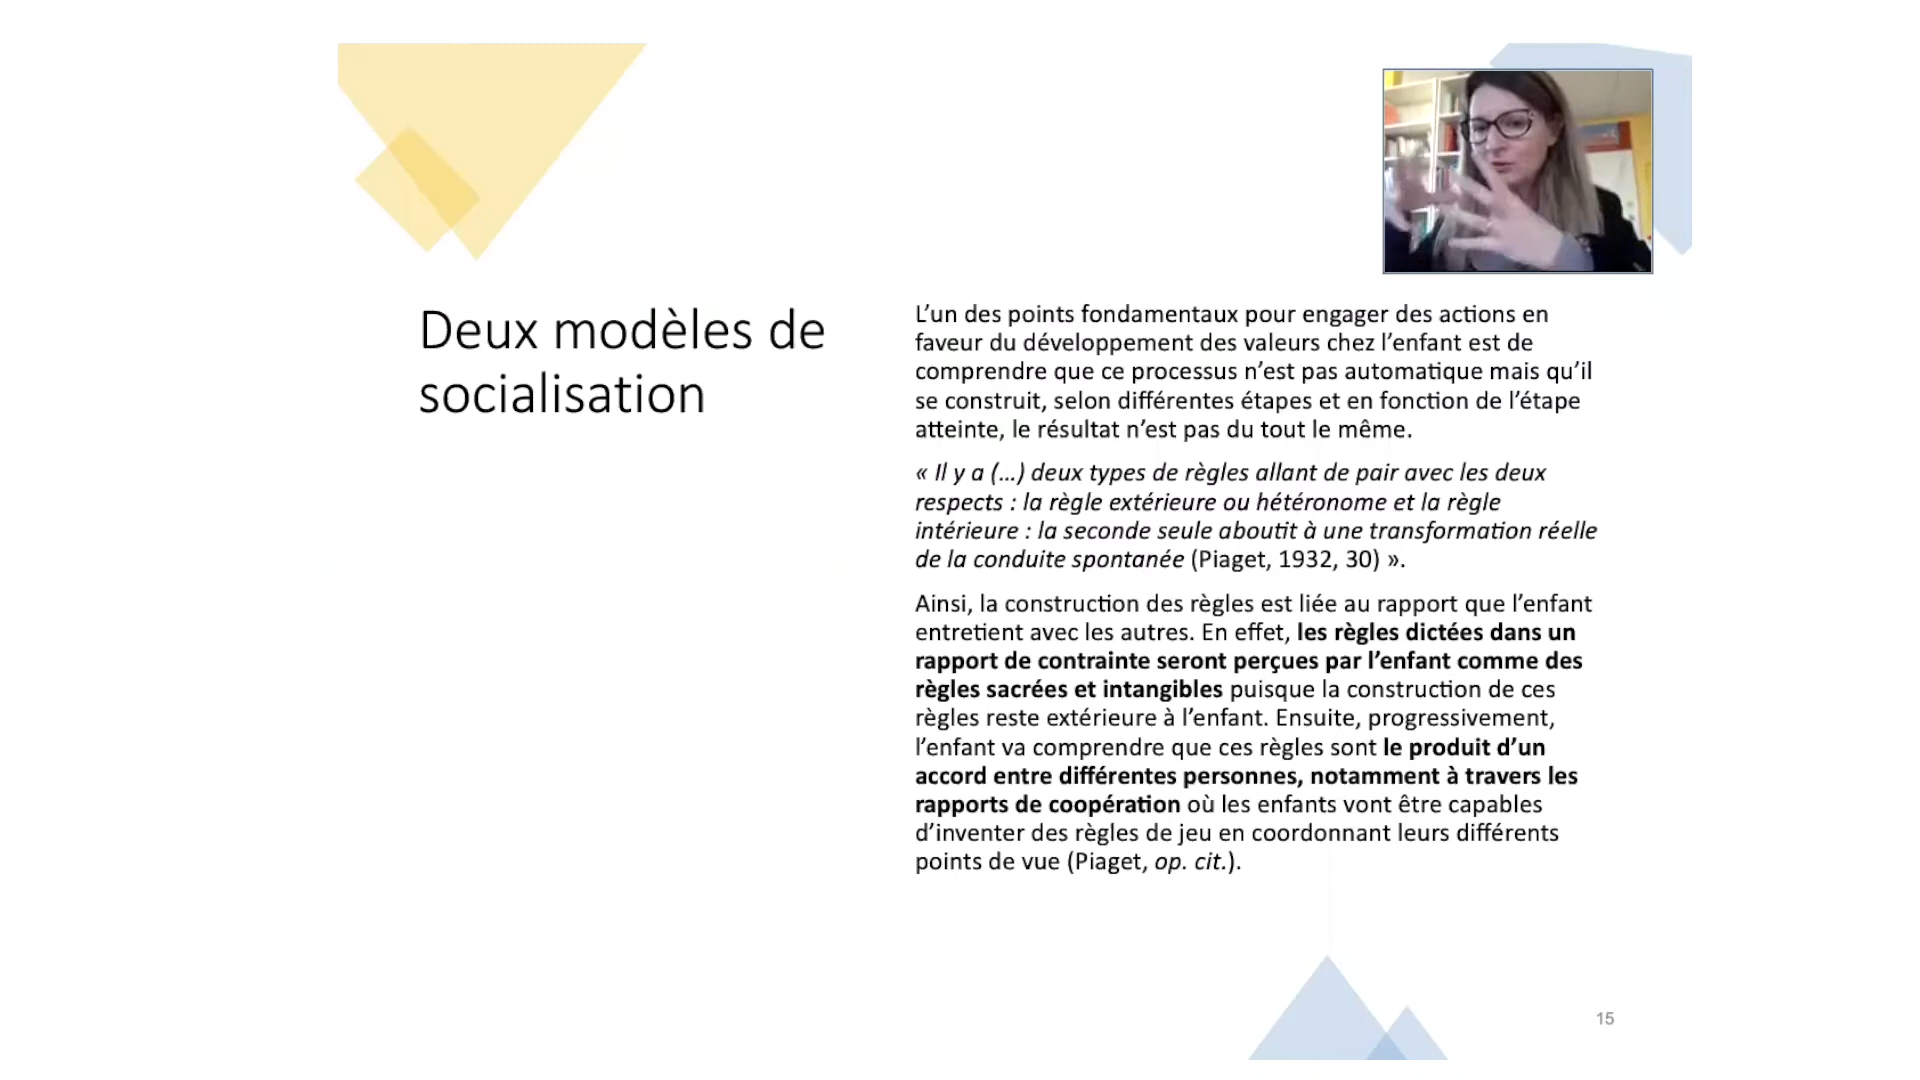 Deux modèles de
socialisation
L’un des points fondamentaux pour engager des actions en
faveur du développement des valeurs chez l’enfant est de
comprendre que ce processus n’est pas automatique mais qu’il
se construit, selon différentes étapes et en fonction de l’étape
atteinte, le résultat n’est pas du tout le même.
« Il y a (…) deux types de règles allant de pair avec les deux
respects : la règle extérieure ou hétéronome et la règle
intérieure : la seconde seule aboutit à une transformation réelle
de la conduite spontanée (Piaget, 1932, 30) ».
Ainsi, la construction des règles est liée au rapport que l’enfant
entretient avec les autres. En effet, les règles dictées dans un
rapport de contrainte seront perçues par l’enfant comme des
règles sacrées et intangibles puisque la construction de ces
règles reste extérieure à l’enfant. Ensuite, progressivement,
l’enfant va comprendre que ces règles sont le produit d’un
accord entre différentes personnes, notamment à travers les
rapports de coopération où les enfants vont être capables
d’inventer des règles de jeu en coordonnant leurs différents
points de vue (Piaget, op. cit.).
15